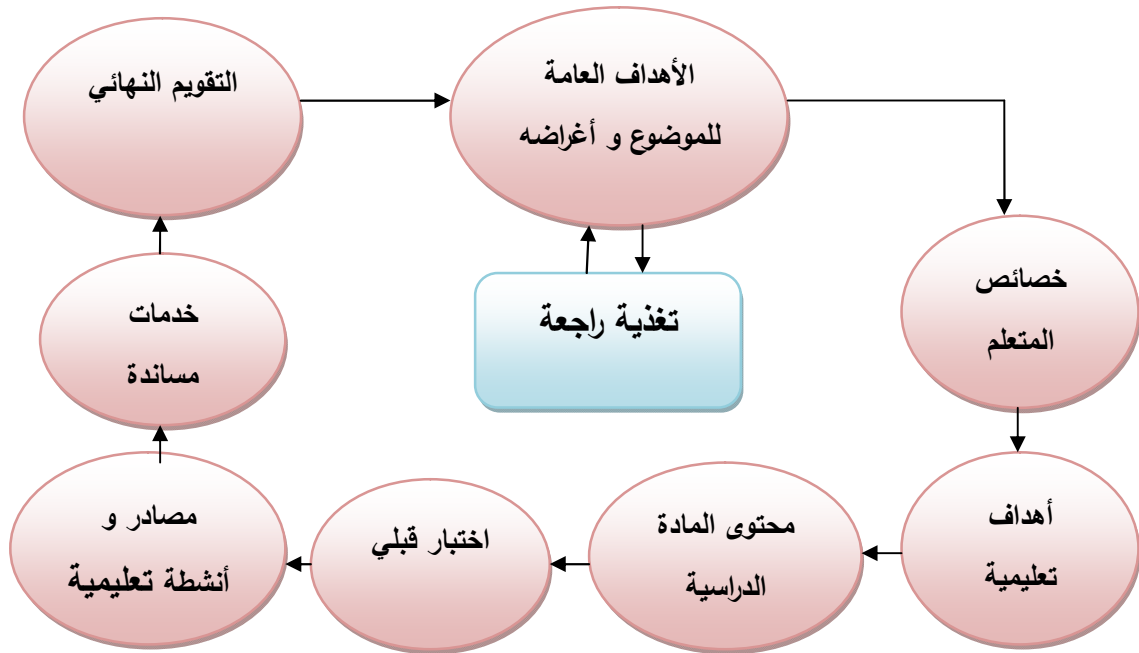 الأهداف العامة
للموضوع و أغراضه
التقويم النهائي
تغذية راجعة
خصائص
المتعلم
خدمات
مساندة
أهداف
تعليمية
محتوى المادة
الدراسية
اختبار قبلي
مصادر و
أنشطة تعليمية